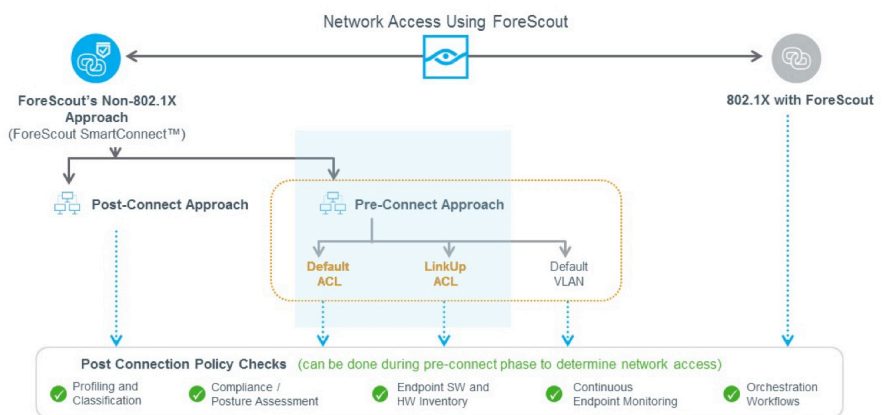 Network Access Using ForeScout
ForeScout's Non-802.1X
Approach
(ForeScout SmartConnect™)
802.1X with ForeScout
Post-Connect Approach
Pre-Connect Approach
Default
ACL
LinkUp
ACL
Default
VLAN
Post Connection Policy Checks (can be done during pre-connect phase to determine network access)
Profiling and
Classification
Compliance /
Posture Assessment
Endpoint SW and
HW Inventory
Continuous
Endpoint Monitoring
Orchestration
Workflows